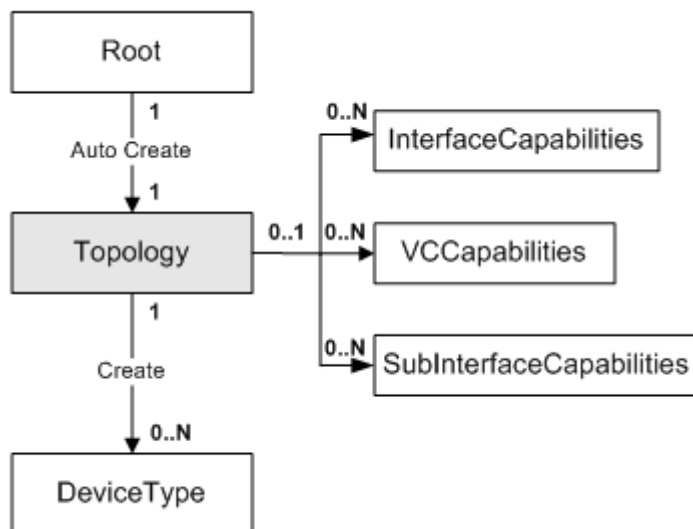 Root
1
Auto Create
1
0..N
InterfaceCapabilities
Topology
0..1
0..N
VCCapabilities
1
0..N
SubInterfaceCapabilities
Create
0..N
DeviceType